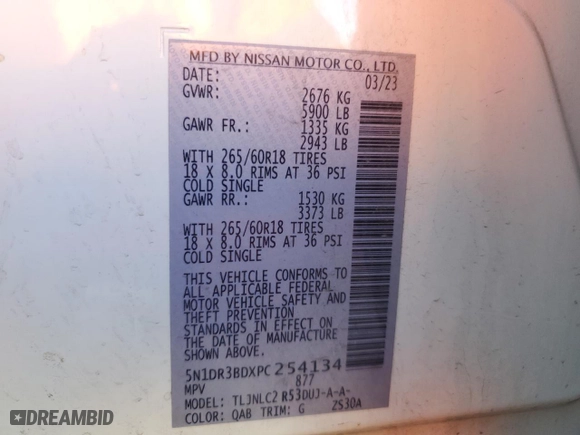 MFD BY NISSAN MOTOR CO., LTD.
DATE: 03/23
GVWR: 2676 KG
5900 LB
GAWR FR.: 1335 KG
2943 LB
WITH 265/60R18 TIRES
18 X 8.0 RIMS AT 36 PSI
COLD SINGLE
GAWR RR.: 1530 KG
3373 LB
WITH 265/60R18 TIRES
18 X 8.0 RIMS AT 36 PSI
COLD SINGLE
THIS VEHICLE CONFORMS TO
ALL APPLICABLE FEDERAL
MOTOR VEHICLE SAFETY AND
THEFT PREVENTION
STANDARDS IN EFFECT ON
THE DATE OF MANUFACTURE
SHOWN ABOVE.
5N1DR3BDXPC254134
MPV 877
MODEL: TLJNLC2 R53DUJ-A-A-
COLOR: QAB TRIM: G 2S30A
DREAMBID